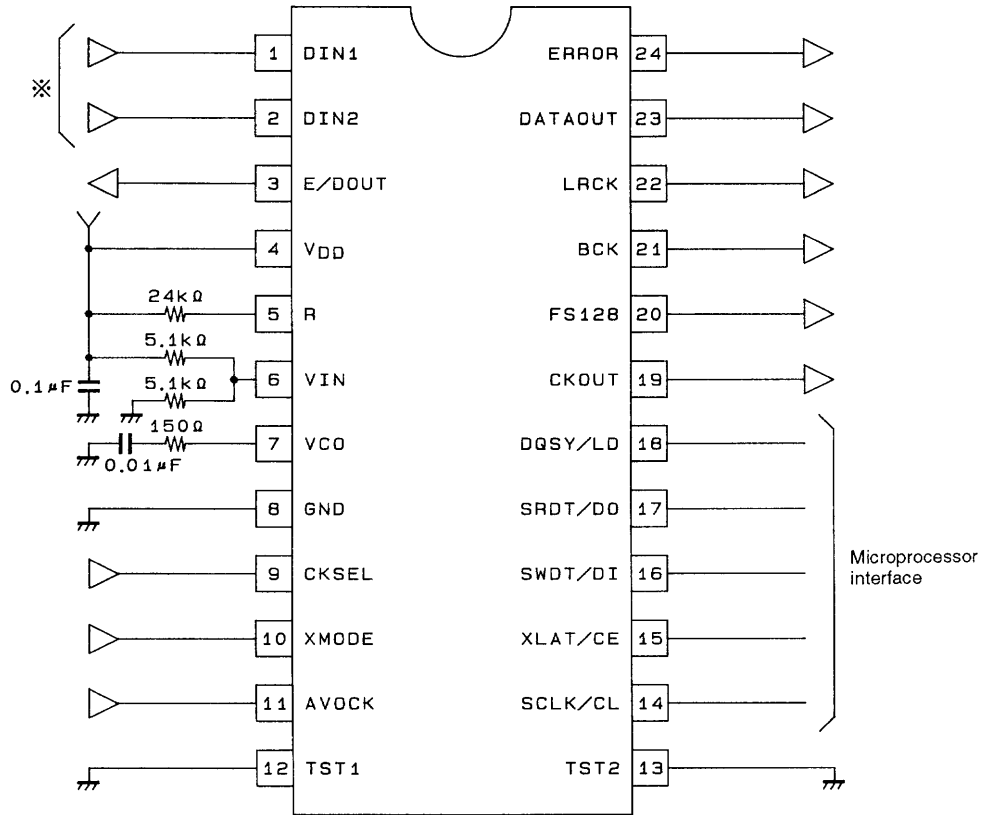 ※
1 DIN1
2 DIN2
3 E/DOUT
4 VDD
24kΩ
5 R
5.1kΩ
0.1μF
5.1kΩ
6 VIN
150Ω
0.01μF
7 VCO
8 GND
9 CKSEL
10 XMODE
11 AVOCK
12 TST1
ERROR 24
DATAOUT 23
LRCK 22
BCK 21
FS128 20
CKOUT 19
DQSY/LD 18
SRDT/DO 17
SWDT/DI 16
XLAT/CE 15
SCLK/CL 14
TST2 13
Microprocessor
interface